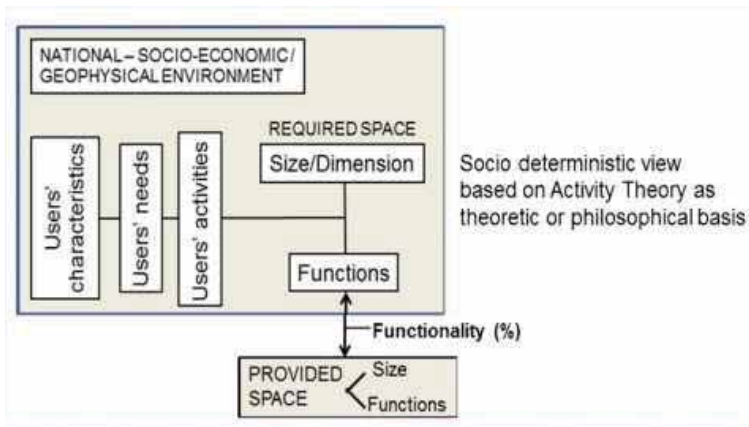 NATIONAL – SOCIO-ECONOMIC /
GEOPHYSICAL ENVIRONMENT
REQUIRED SPACE
Size/Dimension
Users'
characteristics
Users' needs
Users' activities
Functions
Socio deterministic view
based on Activity Theory as
theoretic or philosophical basis
Functionality (%)
PROVIDED
SPACE
Size
Functions